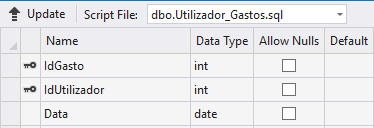 Update Script File: dbo.Utilizador_Gastos.sql
Name Data Type Allow Nulls Default
IdGasto int
IdUtilizador int
Data date